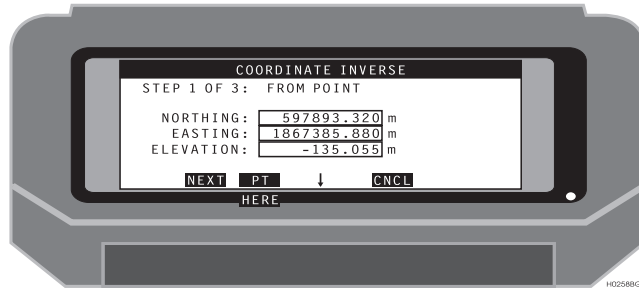 COORDINATE INVERSE
STEP 1 OF 3: FROM POINT
NORTHING: 597893.320 m
EASTING: 1867385.880 m
ELEVATION: -135.055 m
NEXT PT ↓ CNCL
HERE
H0258BG